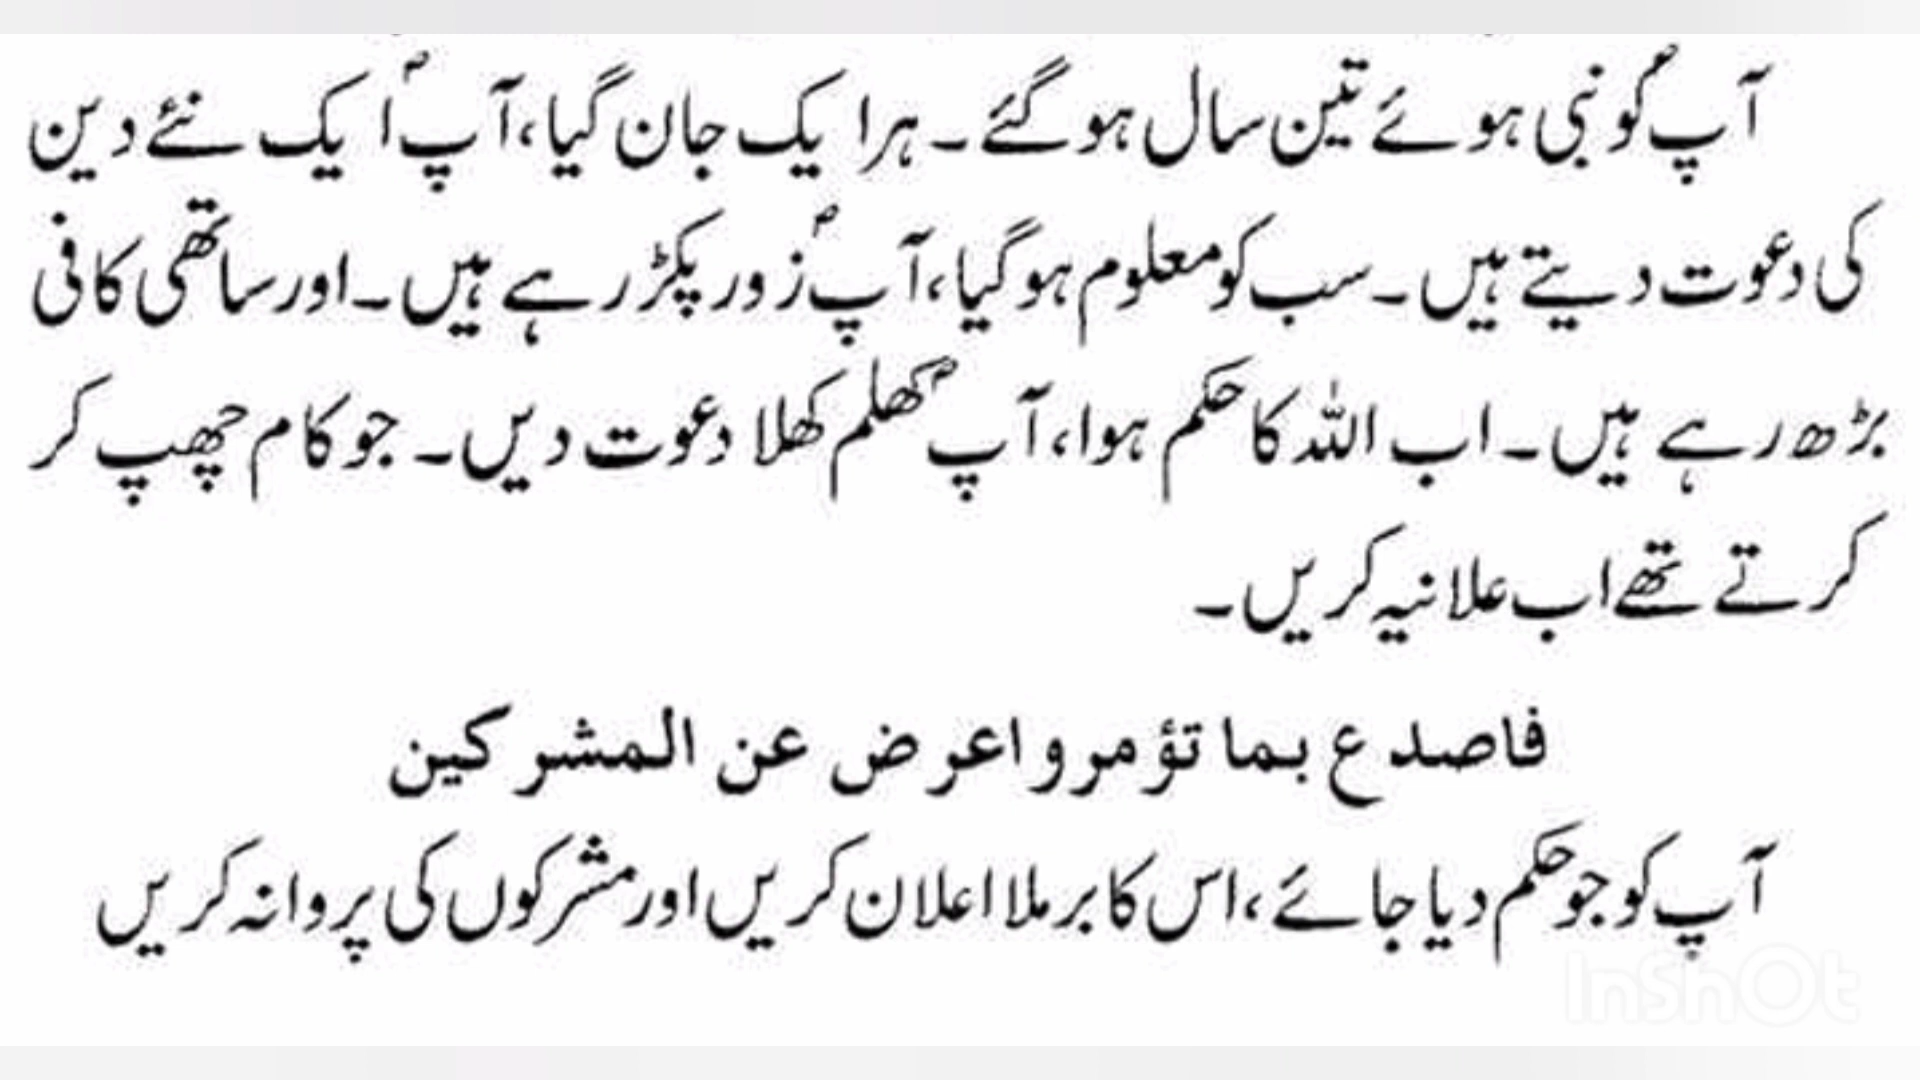 آپؐ کو نبی ہوئے تین سال ہو گئے۔ ہر ایک جان گیا، آپؐ ایک نئے دین
کی دعوت دیتے ہیں۔ سب کو معلوم ہو گیا، آپؐ زور پکڑ رہے ہیں۔ اور ساتھی کافی
بڑھ رہے ہیں۔ اب اللہ کا حکم ہوا، آپؐ کھلم کھلا دعوت دیں۔ جو کام چھپ کر
کرتے تھے اب علانیہ کریں۔
فاصدع بما تؤمر و اعرض عن المشركين
آپ کو جو حکم دیا جائے، اس کا برملا اعلان کریں اور مشرکوں کی پروا نہ کریں
InShOt